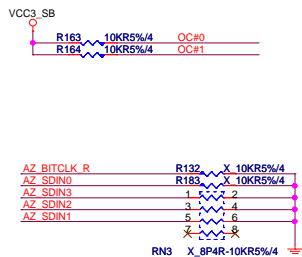 VCC3_SB
R163 10KR5%/4 OC#0
R164 10KR5%/4 OC#1
AZ_BITCLK_R R132 X_10KR5%/4
AZ_SDIN0 R183 X_10KR5%/4
AZ_SDIN3 1 2
AZ_SDIN2 3 4
AZ_SDIN1 5 6
7 8
RN3 X_8P4R-10KR5%/4